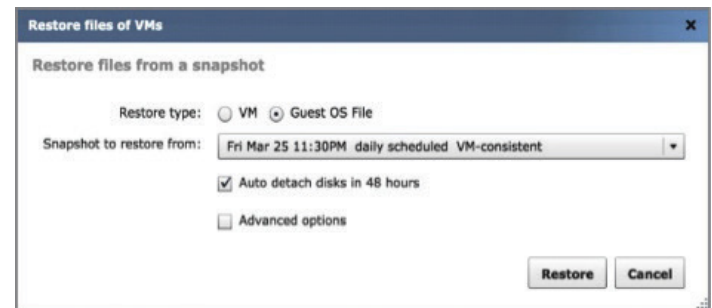 Restore files of VMs
Restore files from a snapshot
Restore type: VM Guest OS File
Snapshot to restore from: Fri Mar 25 11:30PM daily scheduled VM-consistent
Auto detach disks in 48 hours
Advanced options
Restore Cancel